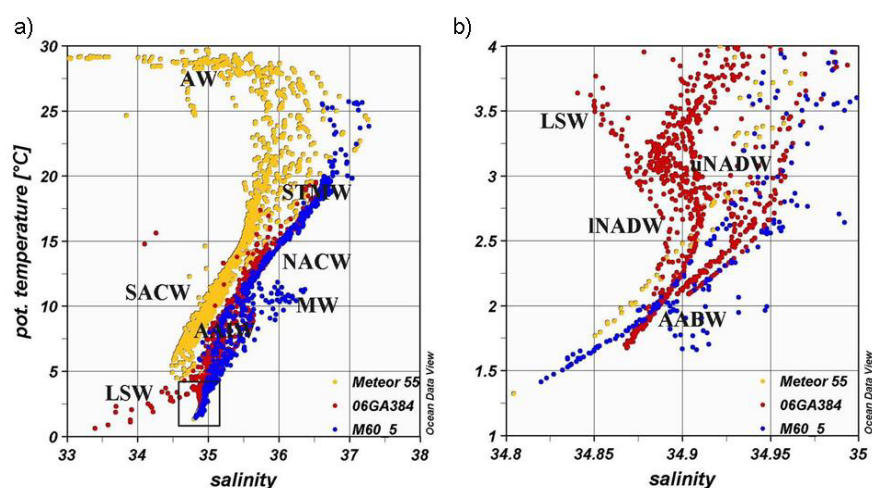 a)
30
25
20
15
10
5
0
pot. temperature [°C]
AW
STMW
NACW
SACW
MW
AAIW
LSW
Meteor 55
06GA384
M60_5
Ocean Data View
33 34 35 36 37 38
salinity
b)
4
3.5
3
2.5
2
1.5
1
LSW
uNADW
lNADW
AABW
Meteor 55
06GA384
M60_5
Ocean Data View
34.8 34.85 34.9 34.95 35
salinity